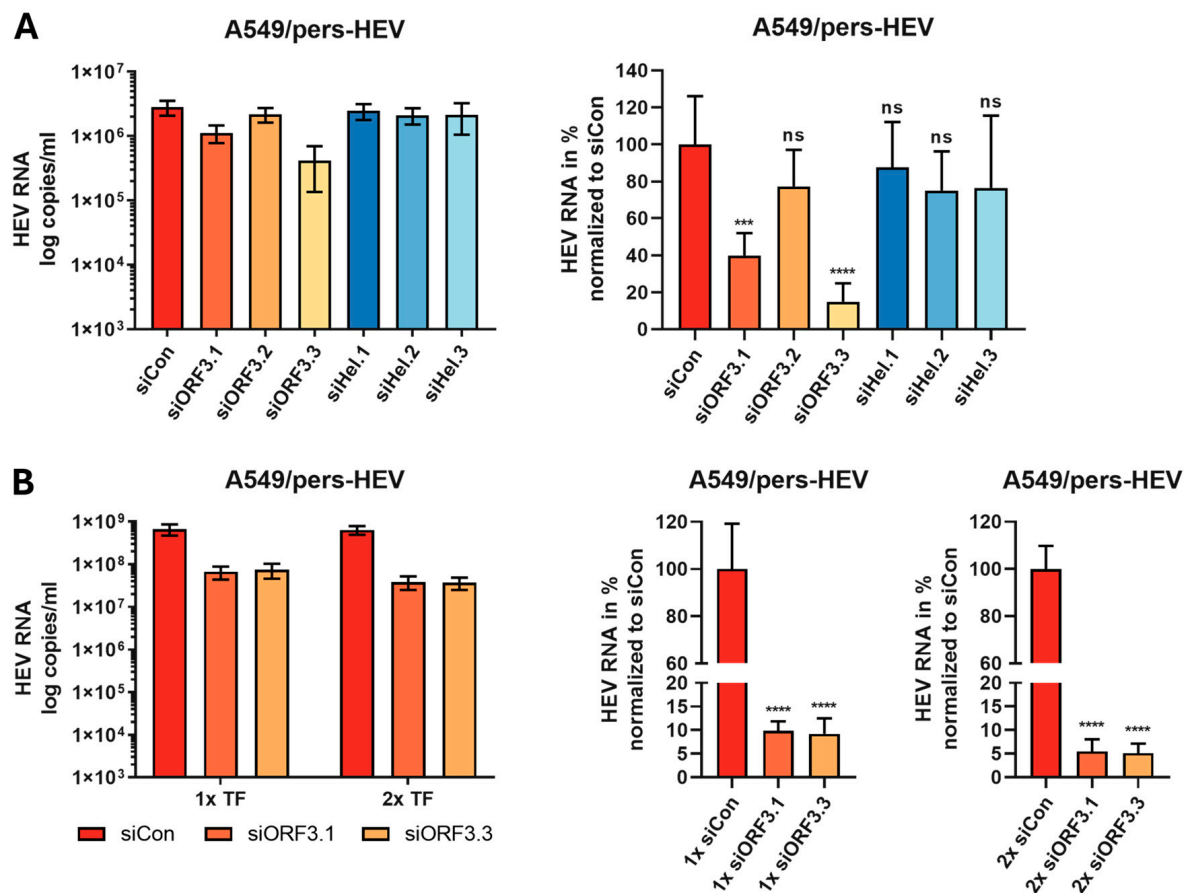 A
A549/pers-HEV
HEV RNA
log copies/ml
1×10⁷
1×10⁶
1×10⁵
1×10⁴
1×10³
siCon
siORF3.1
siORF3.2
siORF3.3
siHel.1
siHel.2
siHel.3
A549/pers-HEV
HEV RNA in %
normalized to siCon
140
120
100
80
60
40
20
0
***
ns
****
ns
ns
ns
siCon
siORF3.1
siORF3.2
siORF3.3
siHel.1
siHel.2
siHel.3
B
A549/pers-HEV
HEV RNA
log copies/ml
1×10⁹
1×10⁸
1×10⁷
1×10⁶
1×10⁵
1×10⁴
1×10³
1x TF
2x TF
siCon
siORF3.1
siORF3.3
A549/pers-HEV
HEV RNA in %
normalized to siCon
120
100
80
60
20
15
10
5
0
****
****
1x siCon
1x siORF3.1
1x siORF3.3
A549/pers-HEV
HEV RNA in %
normalized to siCon
120
100
80
60
20
15
10
5
0
****
****
2x siCon
2x siORF3.1
2x siORF3.3